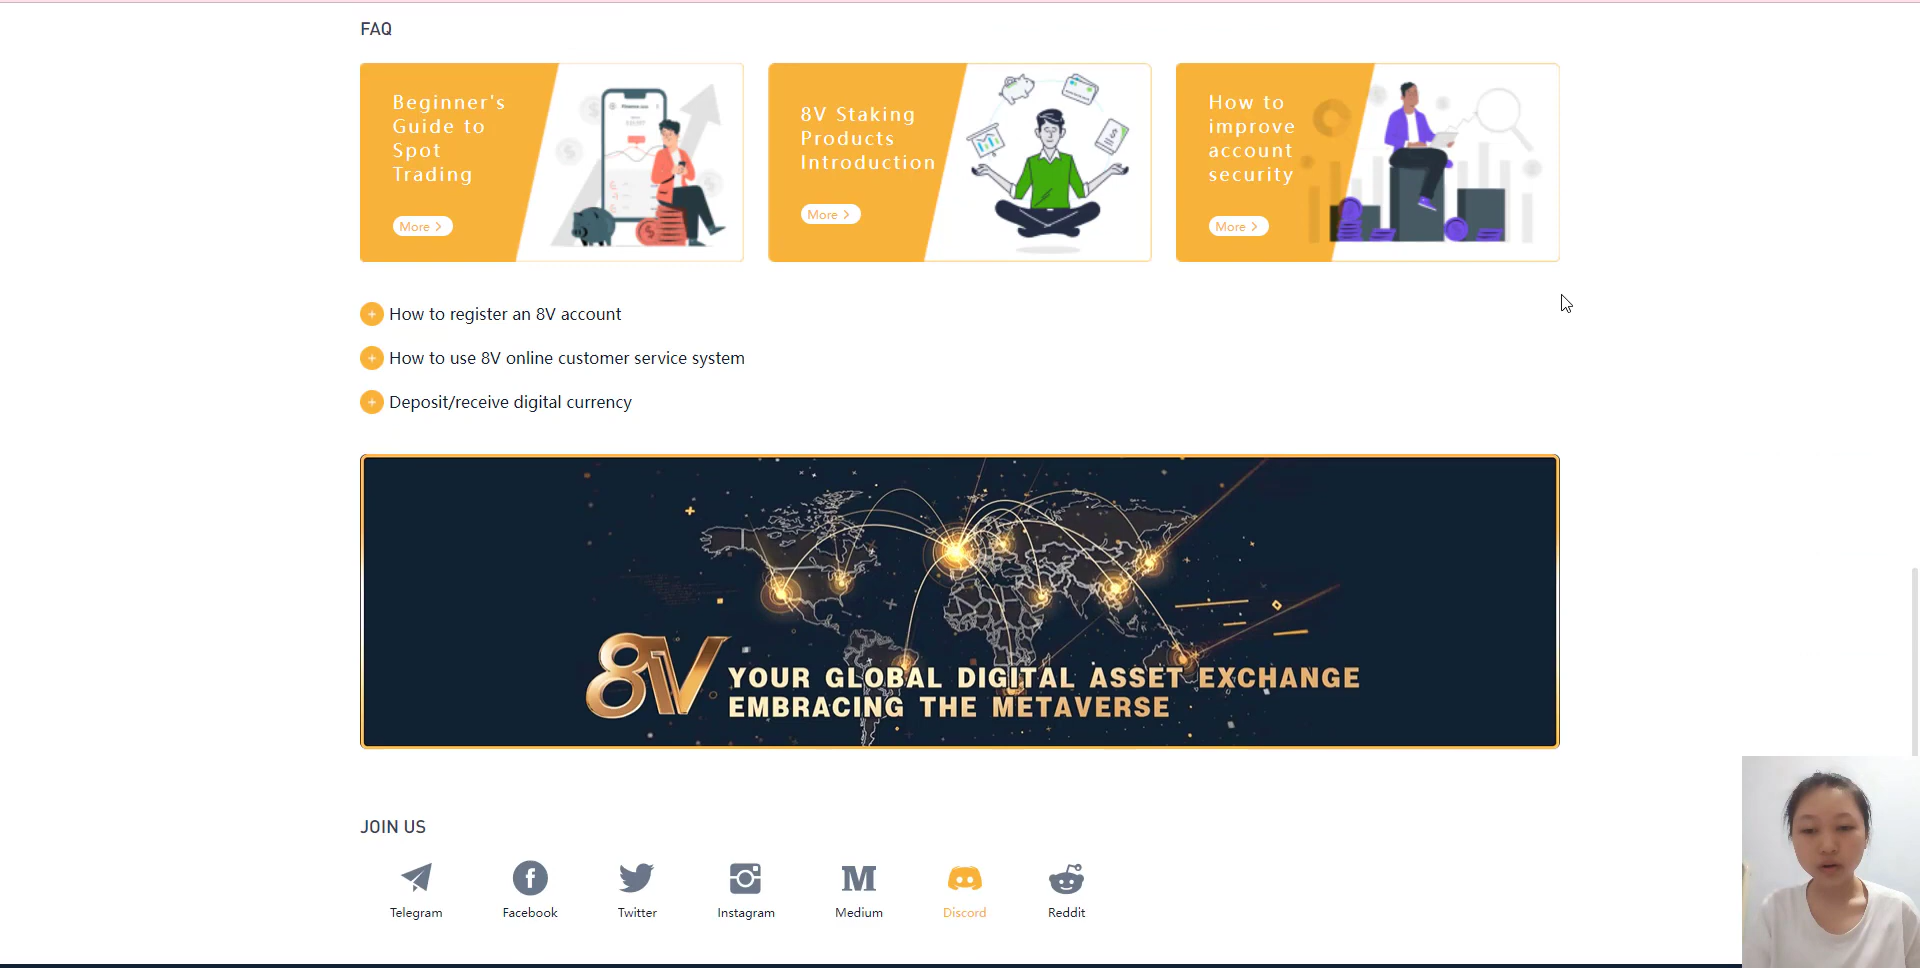 FAQ
Beginner's
Guide to
Spot
Trading
More
8V Staking
Products
Introduction
More
How to
improve
account
security
More
How to register an 8V account
How to use 8V online customer service system
Deposit/receive digital currency
8V
YOUR GLOBAL DIGITAL ASSET EXCHANGE
EMBRACING THE METAVERSE
JOIN US
Telegram
Facebook
Twitter
Instagram
Medium
Discord
Reddit